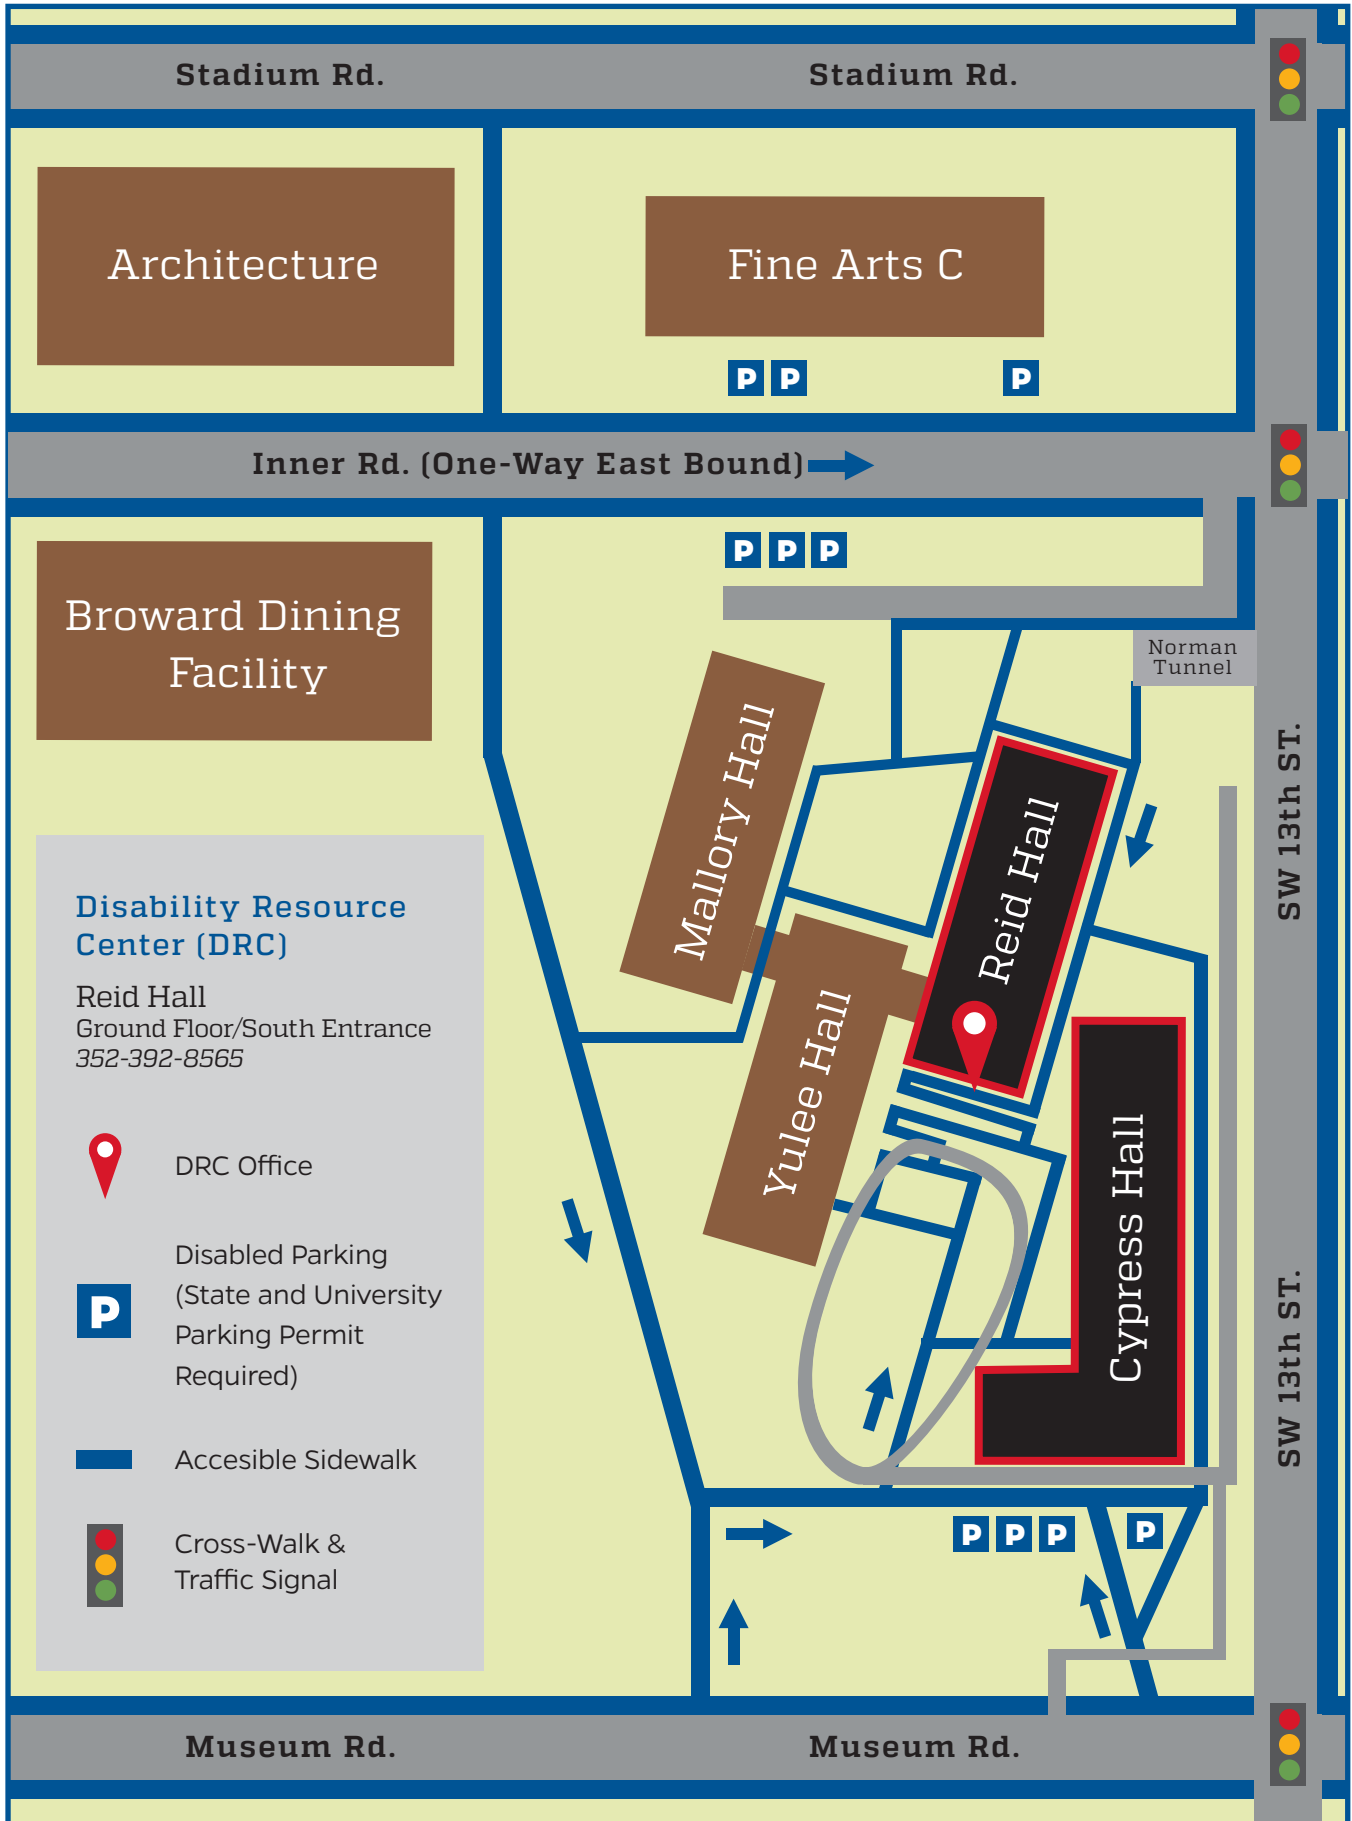 Stadium Rd.
Stadium Rd.
Architecture
Fine Arts C
P P
P
Inner Rd. (One-Way East Bound)
P P P
Broward Dining
Facility
Norman
Tunnel
Mallory Hall
Reid Hall
SW 13th ST.
Yulee Hall
Cypress Hall
SW 13th ST.
Disability Resource
Center (DRC)
Reid Hall
Ground Floor/South Entrance
352-392-8565
DRC Office
P
Disabled Parking
(State and University
Parking Permit
Required)
Accesible Sidewalk
Cross-Walk &
Traffic Signal
P P P
P
Museum Rd.
Museum Rd.